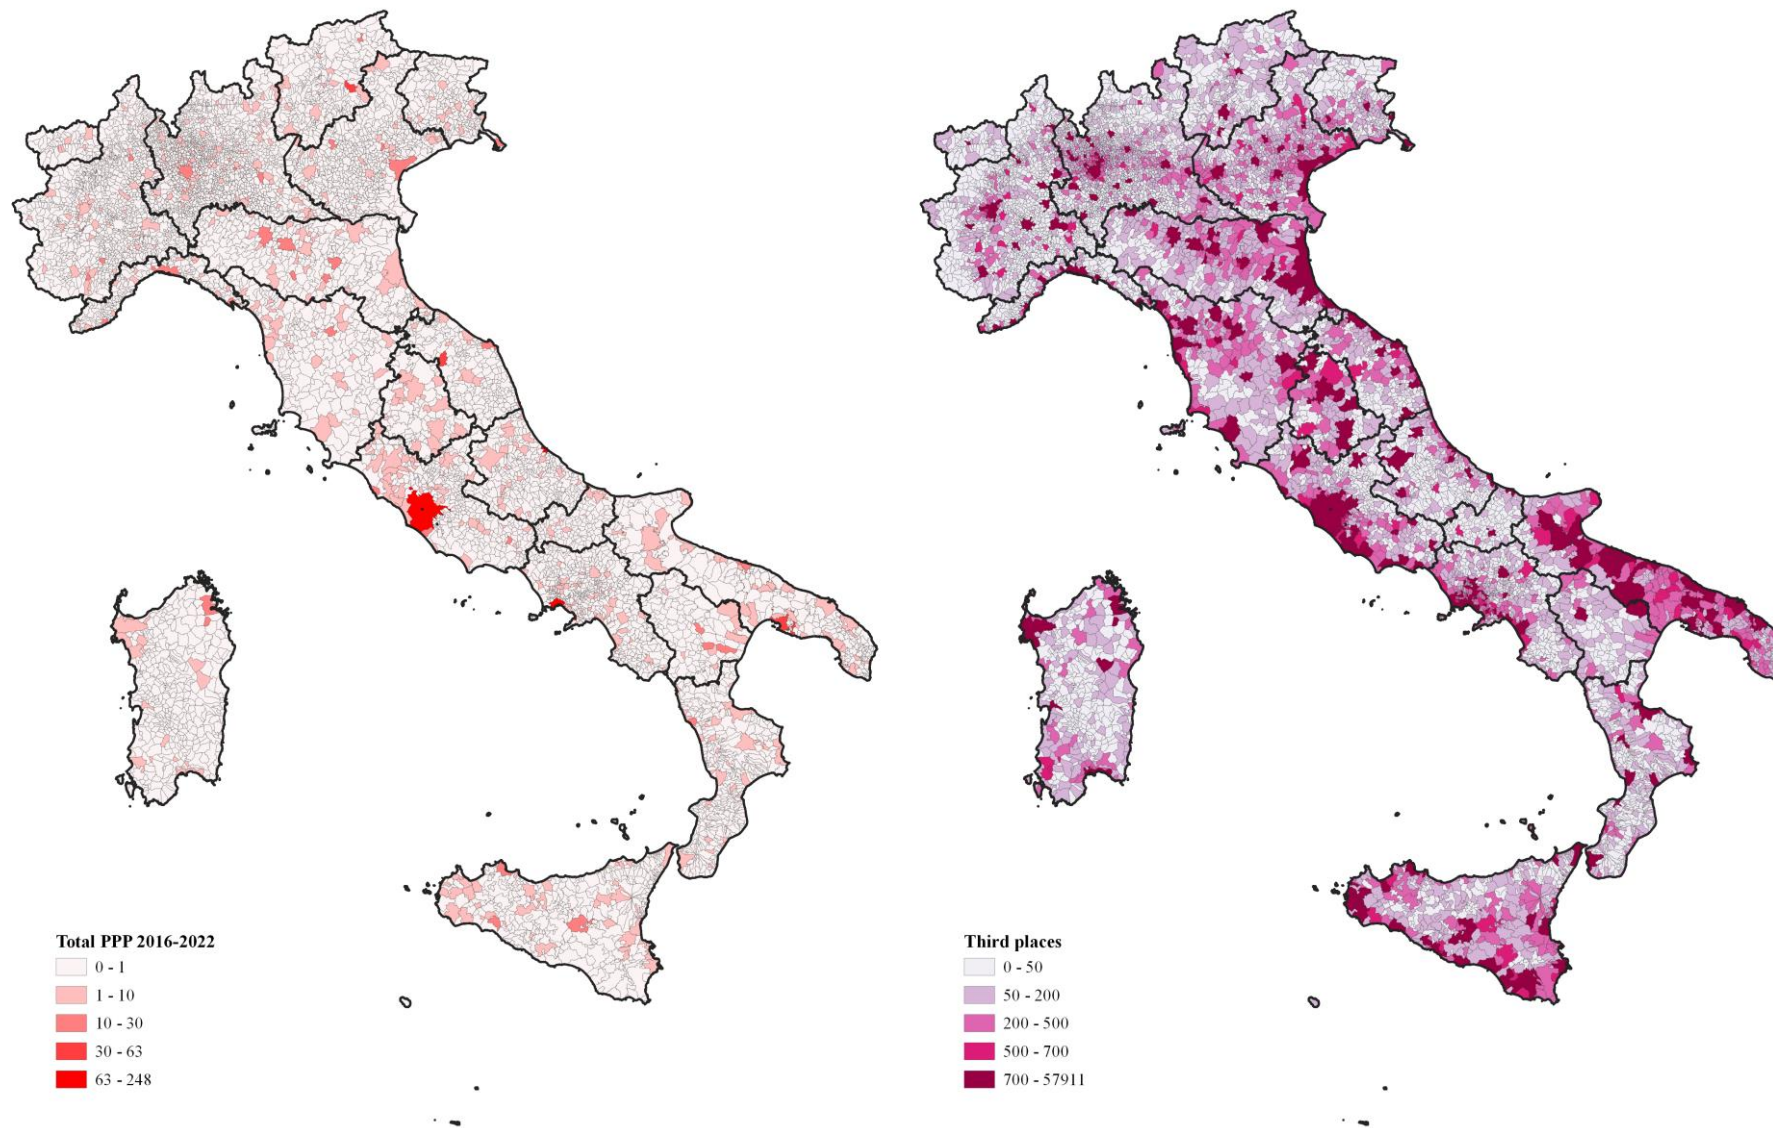 Total PPP 2016-2022
0 - 1
1 - 10
10 - 30
30 - 63
63 - 248
Third places
0 - 50
50 - 200
200 - 500
500 - 700
700 - 57911